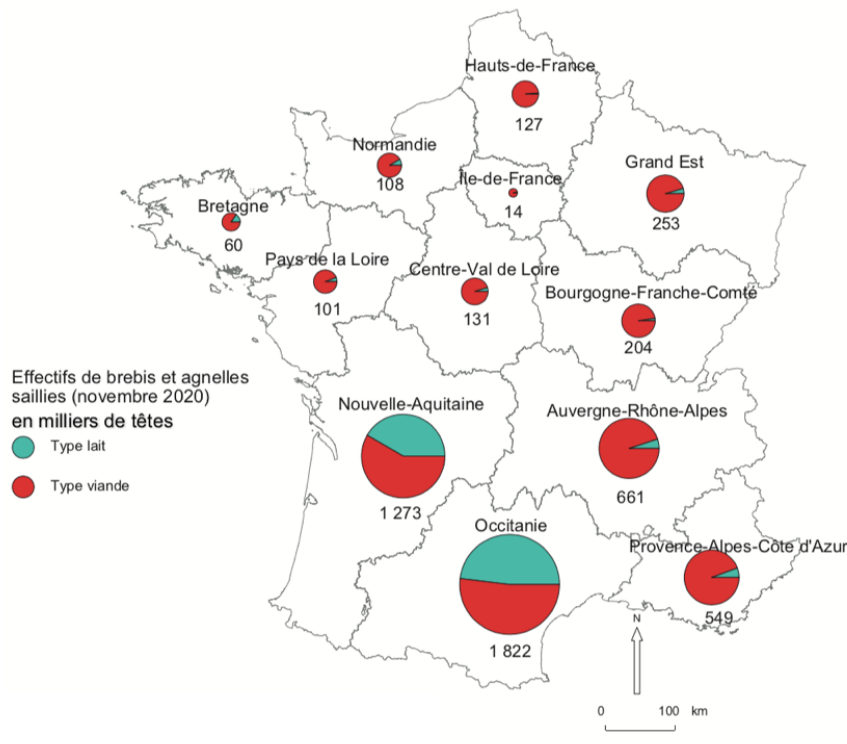 Hauts-de-France
127
Normandie
108
Île-de-France
14
Grand Est
253
Bretagne
60
Pays de la Loire
101
Centre-Val de Loire
131
Bourgogne-Franche-Comté
204
Effectifs de brebis et agnelles
saillies (novembre 2020)
en milliers de têtes
Type lait
Type viande
Nouvelle-Aquitaine
1 273
Auvergne-Rhône-Alpes
661
Occitanie
1 822
Provence-Alpes-Côte d'Azur
549
N
0 100 km